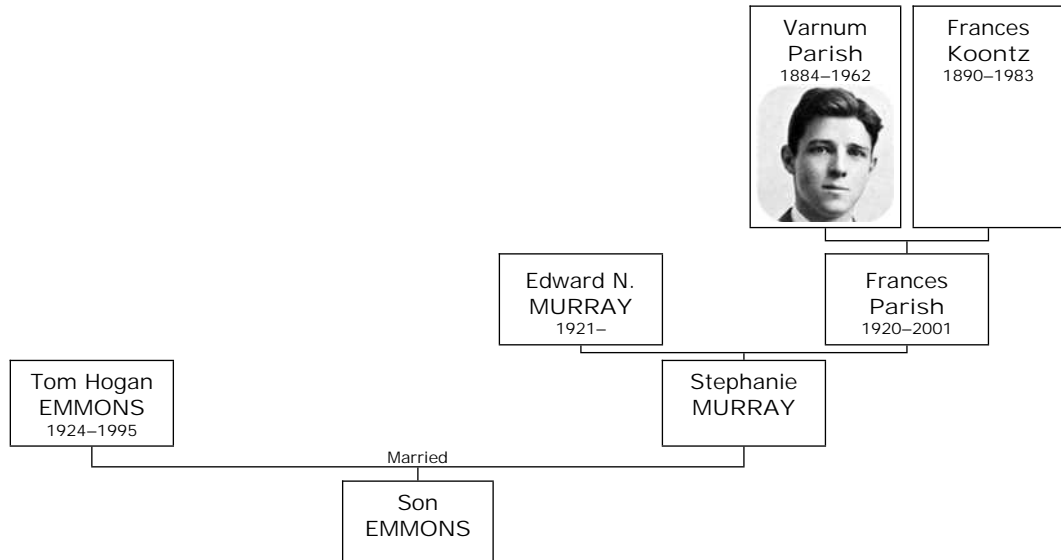 Varnum
Parish
1884–1962
Frances
Koontz
1890–1983
Edward N.
MURRAY
1921–
Frances
Parish
1920–2001
Tom Hogan
EMMONS
1924–1995
Stephanie
MURRAY
Married
Son
EMMONS